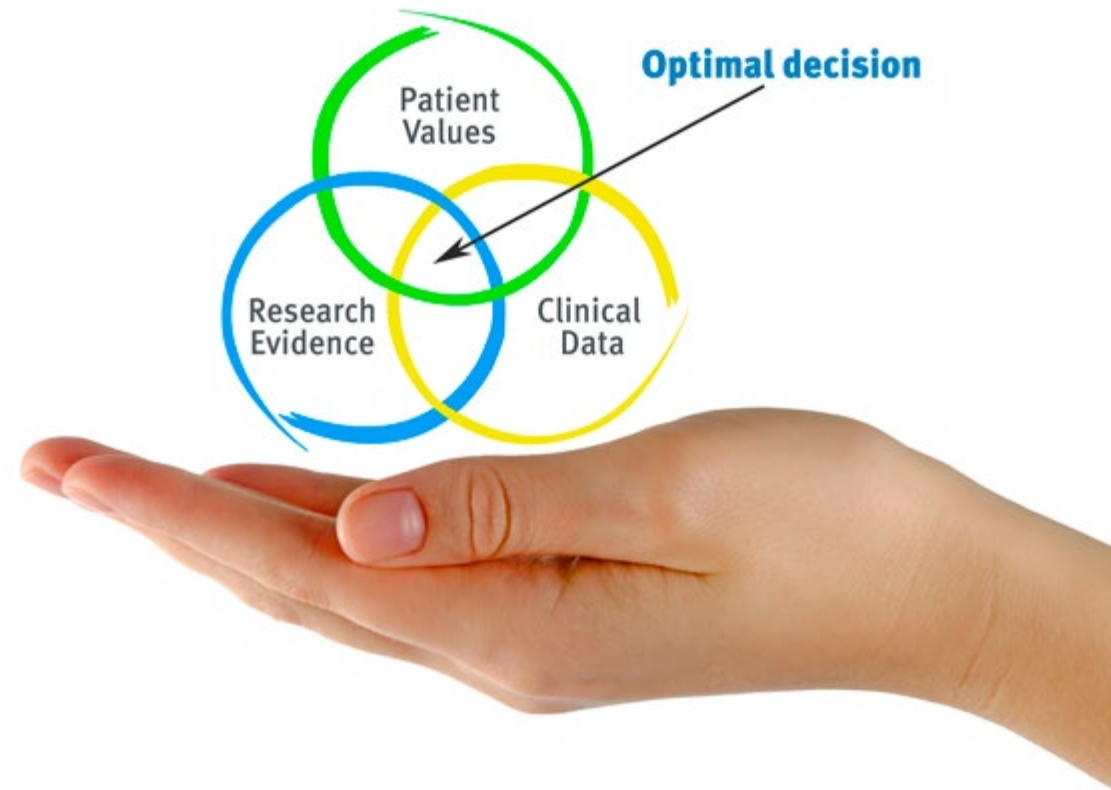 Optimal decision
Patient
Values
Research
Evidence
Clinical
Data